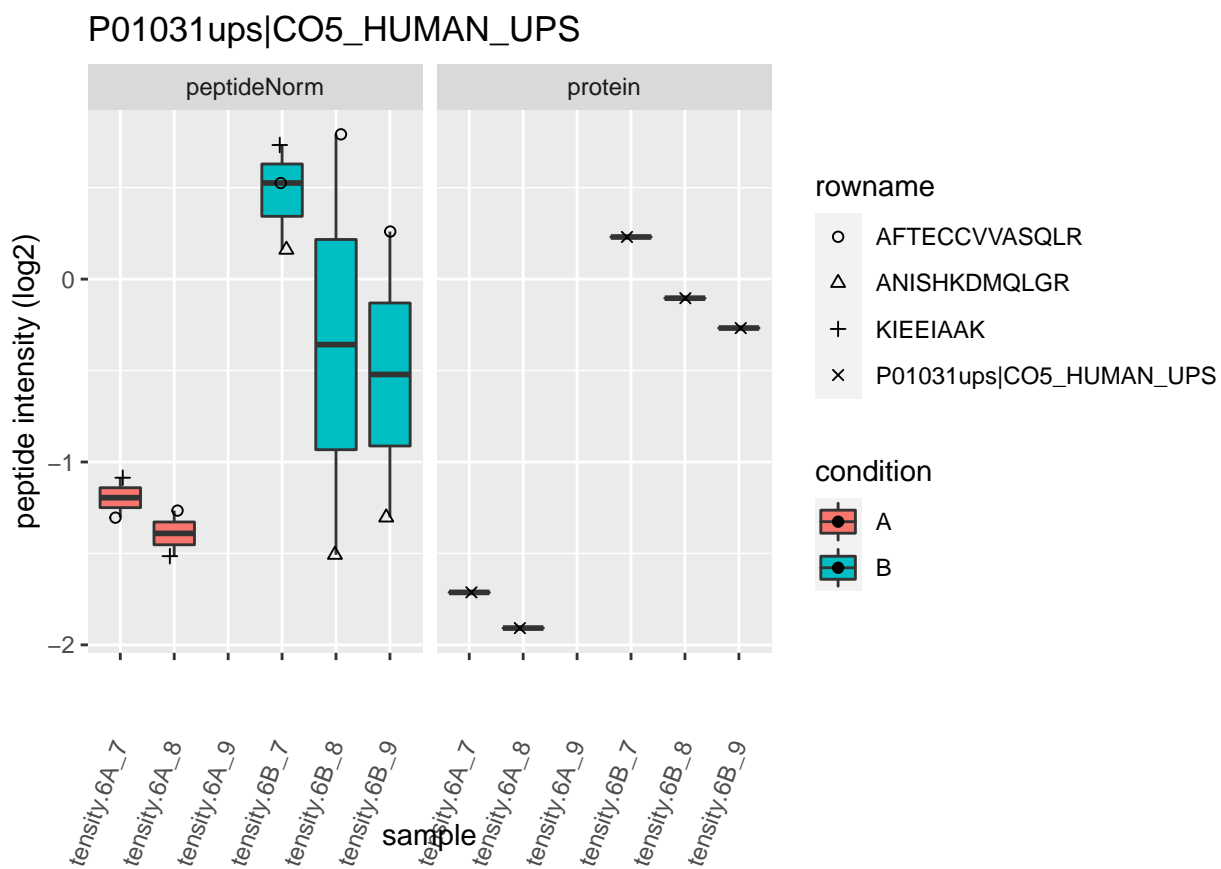 P01031ups|CO5_HUMAN_UPS
peptideNorm
protein
peptide intensity (log2)
0
−1
−2
tensity.6A_7
tensity.6A_8
tensity.6A_9
tensity.6B_7
tensity.6B_8
tensity.6B_9
tensity.6A_7
tensity.6A_8
tensity.6A_9
tensity.6B_7
tensity.6B_8
tensity.6B_9
sample
rowname
AFTECCVVASQLR
ANISHKDMQLGR
KIEEIAAK
P01031ups|CO5_HUMAN_UPS
condition
A
B